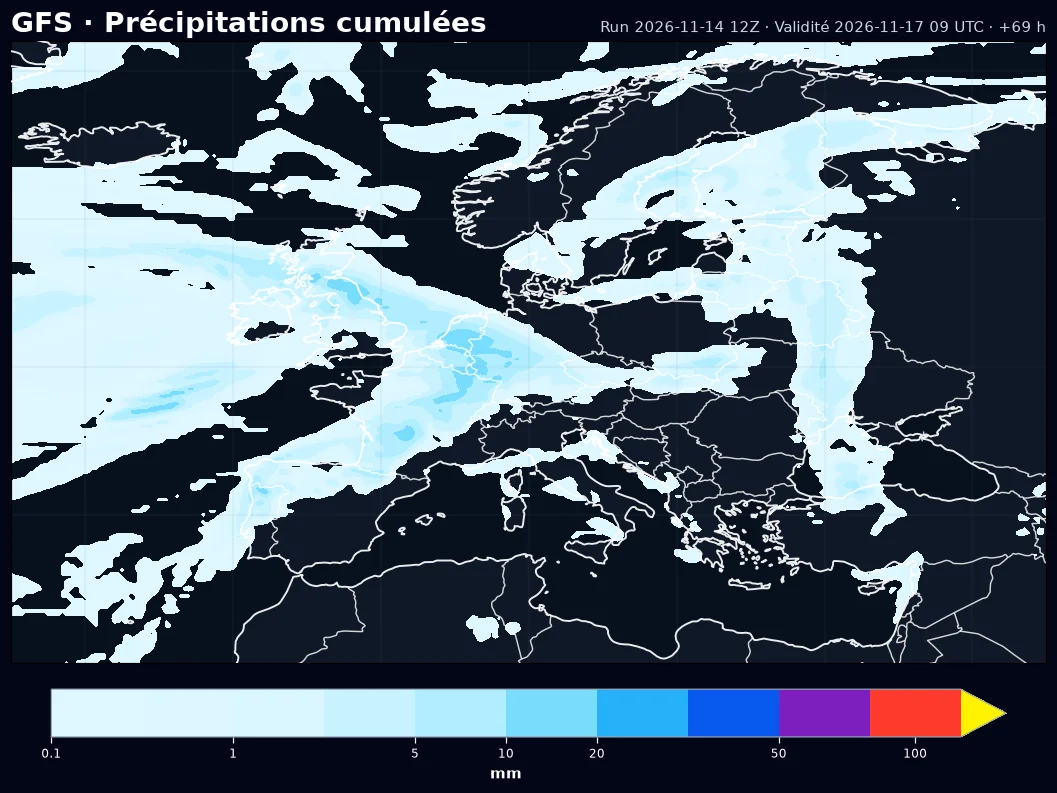 GFS · Précipitations cumulées
Run 2026-11-14 12Z · Validité 2026-11-17 09 UTC · +69 h
0.1 1 5 10 20 50 100
mm